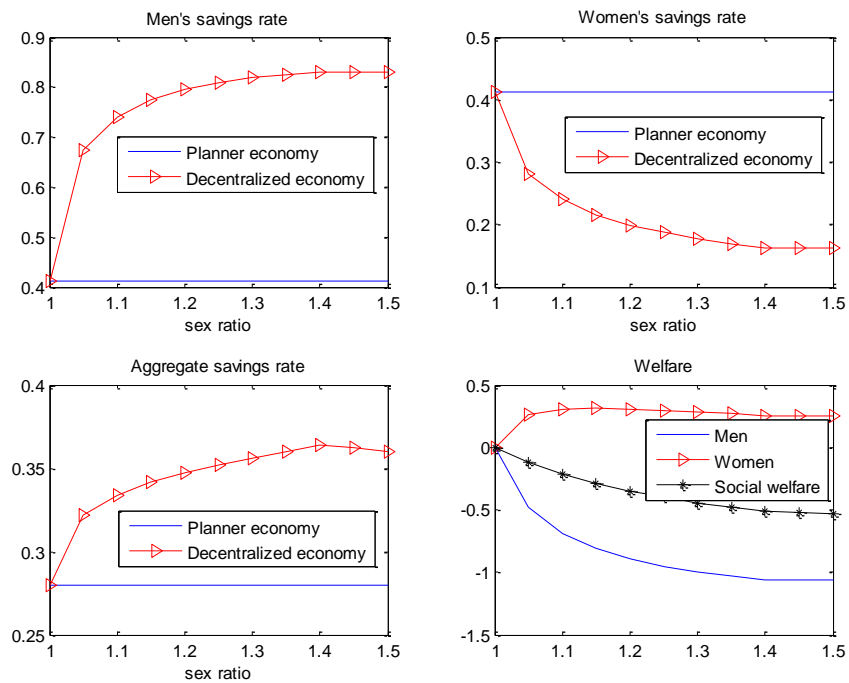 Men's savings rate
0.9
0.8
0.7
0.6
0.5
0.4
Planner economy
Decentralized economy
1 1.1 1.2 1.3 1.4 1.5
sex ratio
Women's savings rate
0.5
0.4
0.3
0.2
0.1
Planner economy
Decentralized economy
1 1.1 1.2 1.3 1.4 1.5
sex ratio
Aggregate savings rate
0.4
0.35
0.3
0.25
Planner economy
Decentralized economy
1 1.1 1.2 1.3 1.4 1.5
sex ratio
Welfare
0.5
0
-0.5
-1
-1.5
Men
Women
Social welfare
1 1.1 1.2 1.3 1.4 1.5